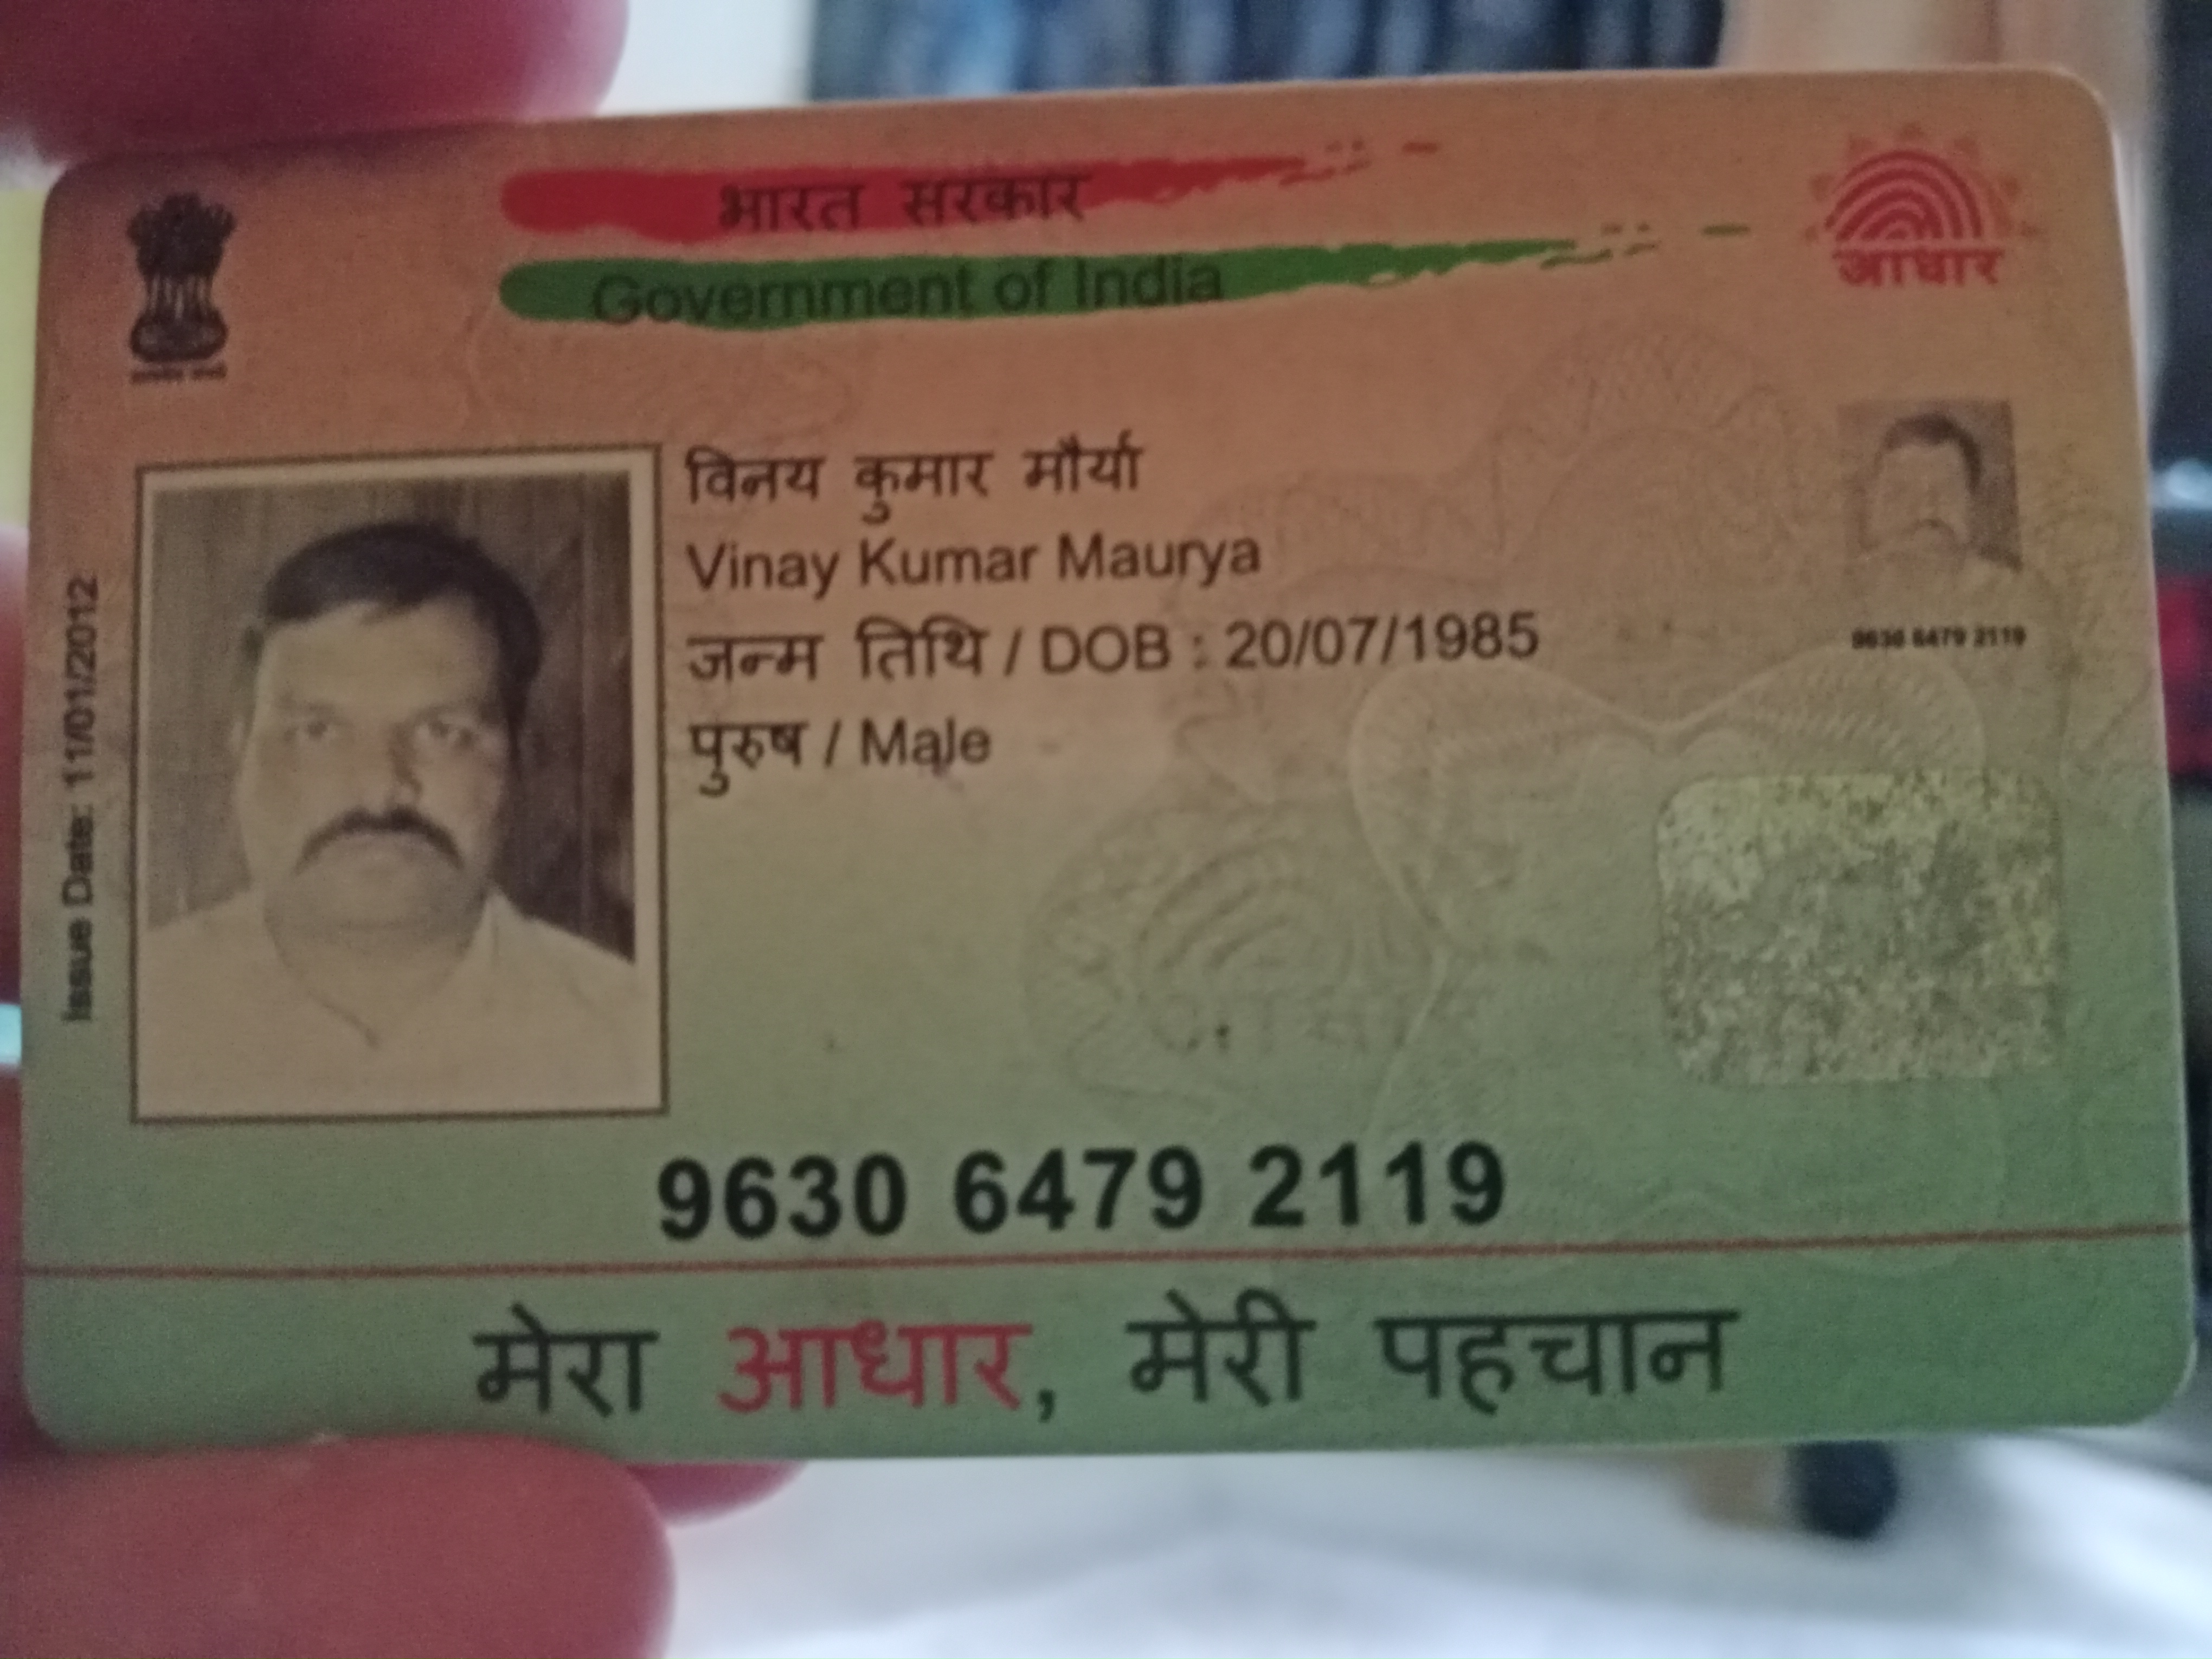 भारत सरकार
Government of India
आधार
Issue Date: 11/01/2012
विनय कुमार मौर्या
Vinay Kumar Maurya
जन्म तिथि / DOB : 20/07/1985
पुरुष / Male
9630 6479 2119
9630 6479 2119
मेरा आधार, मेरी पहचान